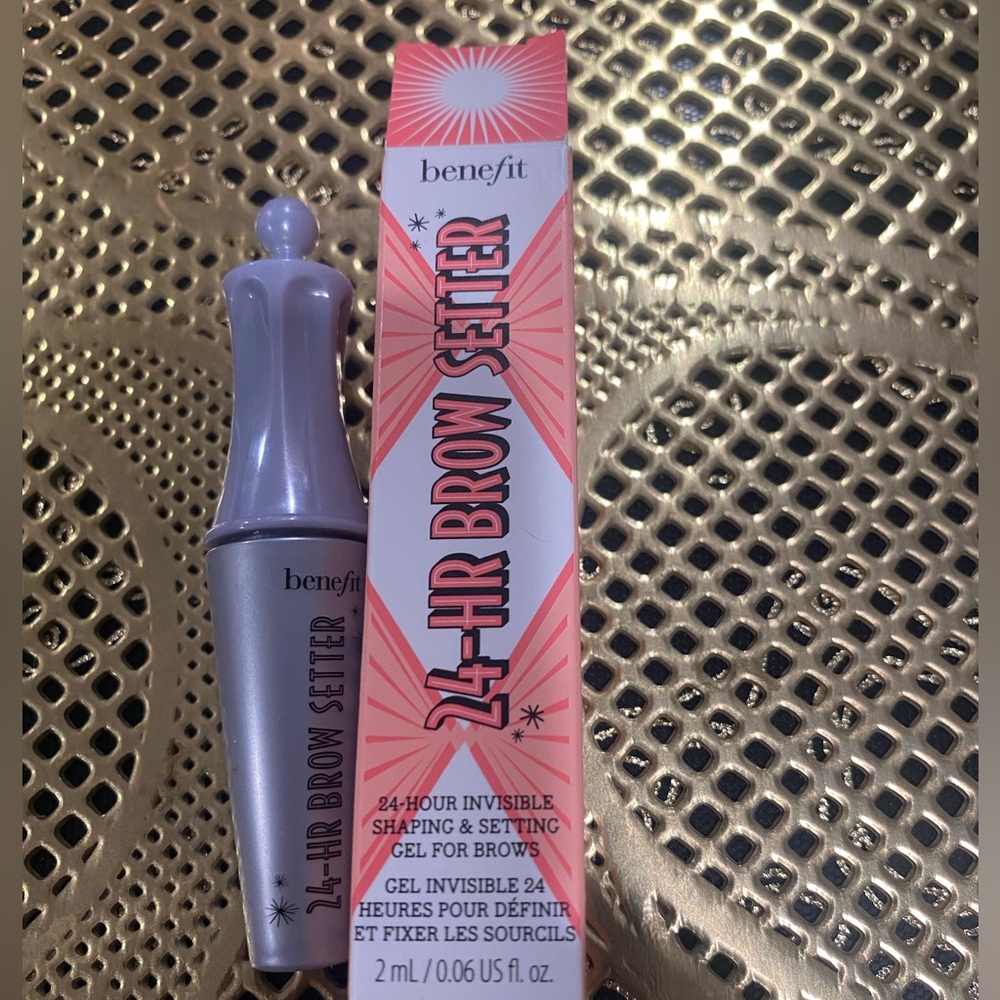 benefit
24-HR BROW SETTER
benefit
24-HR BROW SETTER
24-HOUR INVISIBLE
SHAPING & SETTING
GEL FOR BROWS
GEL INVISIBLE 24
HEURES POUR DÉFINIR
ET FIXER LES SOURCILS
2 mL / 0.06 US fl. oz.